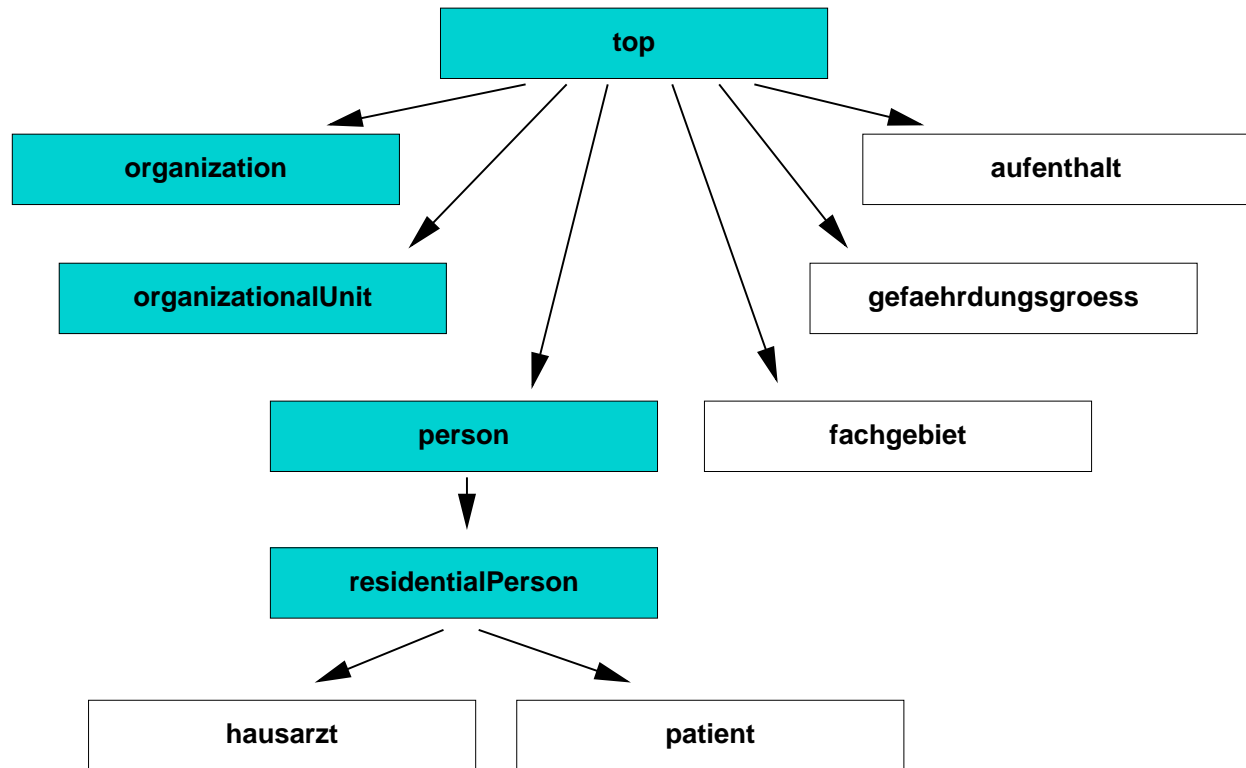 top
organization
aufenthalt
organizationalUnit
gefaehrdungsgroess
person
fachgebiet
residentialPerson
hausarzt
patient